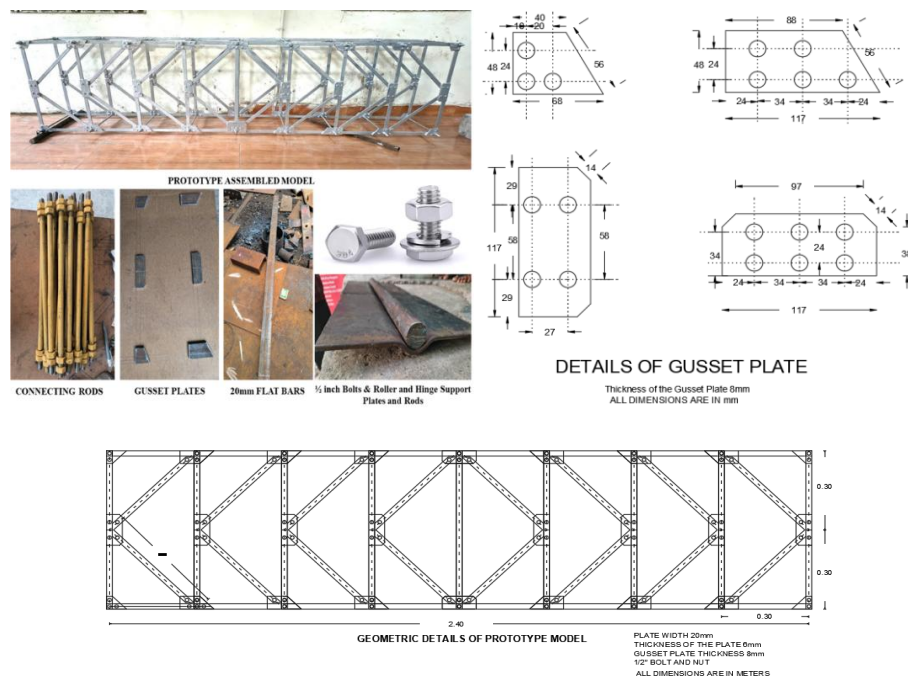 PROTOTYPE ASSEMBLED MODEL
CONNECTING RODS
GUSSET PLATES
20mm FLAT BARS
½ inch Bolts & Roller and Hinge Support
Plates and Rods
40
10 20
48
24
56
68
88
48
24
56
24 34 34 24
117
29
14
117
58
58
29
27
97
14
34
24
24 34 34 24
117
DETAILS OF GUSSET PLATE
Thickness of the Gusset Plate 8mm
ALL DIMENSIONS ARE IN mm
0.30
0.30
0.30
2.40
GEOMETRIC DETAILS OF PROTOTYPE MODEL
PLATE WIDTH 20mm
THICKNESS OF THE PLATE 6mm
GUSSET PLATE THICKNESS 8mm
1/2" BOLT AND NUT
ALL DIMENSIONS ARE IN METERS